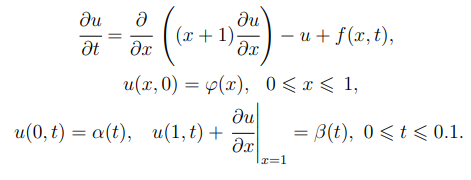 ∂u/∂t = ∂/∂x ((x + 1) ∂u/∂x) − u + f(x, t),
u(x, 0) = φ(x), 0 ⩽ x ⩽ 1,
u(0, t) = α(t), u(1, t) + ∂u/∂x |ₓ₌₁ = β(t), 0 ⩽ t ⩽ 0.1.